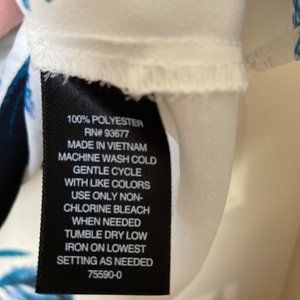 100% POLYESTER
RN# 93677
MADE IN VIETNAM
MACHINE WASH COLD
GENTLE CYCLE
WITH LIKE COLORS
USE ONLY NON-
CHLORINE BLEACH
WHEN NEEDED
TUMBLE DRY LOW
IRON ON LOWEST
SETTING AS NEEDED
75590-0